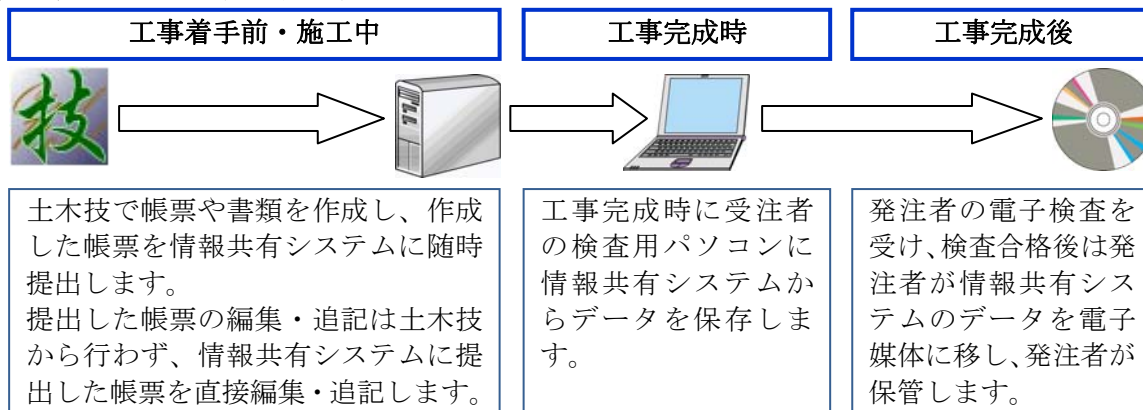 工事着手前・施工中
工事完成時
工事完成後
技
土木技で帳票や書類を作成し、作成
した帳票を情報共有システムに随時
提出します。
提出した帳票の編集・追記は土木技
から行わず、情報共有システムに提
出した帳票を直接編集・追記します。
工事完成時に受注者
の検査用パソコンに
情報共有システムか
らデータを保存しま
す。
発注者の電子検査を
受け、検査合格後は発
注者が情報共有シス
テムのデータを電子
媒体に移し、発注者が
保管します。